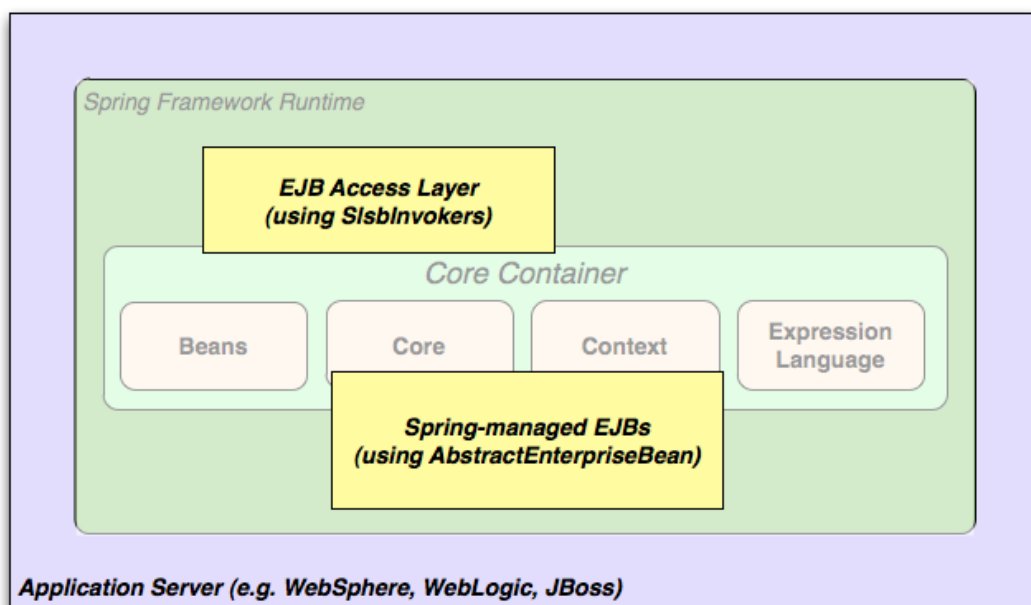 Spring Framework Runtime
EJB Access Layer
(using SlsbInvokers)
Core Container
Beans
Core
Context
Expression
Language
Spring-managed EJBs
(using AbstractEnterpriseBean)
Application Server (e.g. WebSphere, WebLogic, JBoss)